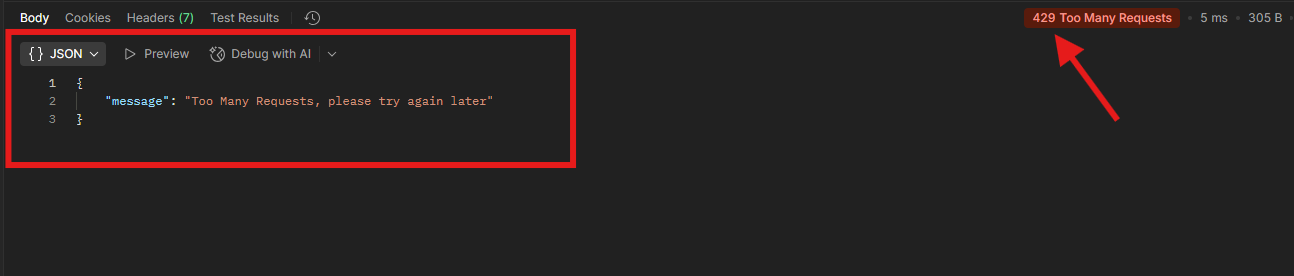 Body Cookies Headers (7) Test Results 429 Too Many Requests • 5 ms • 305 B
{} JSON Preview Debug with AI
1 {
2 "message": "Too Many Requests, please try again later"
3 }